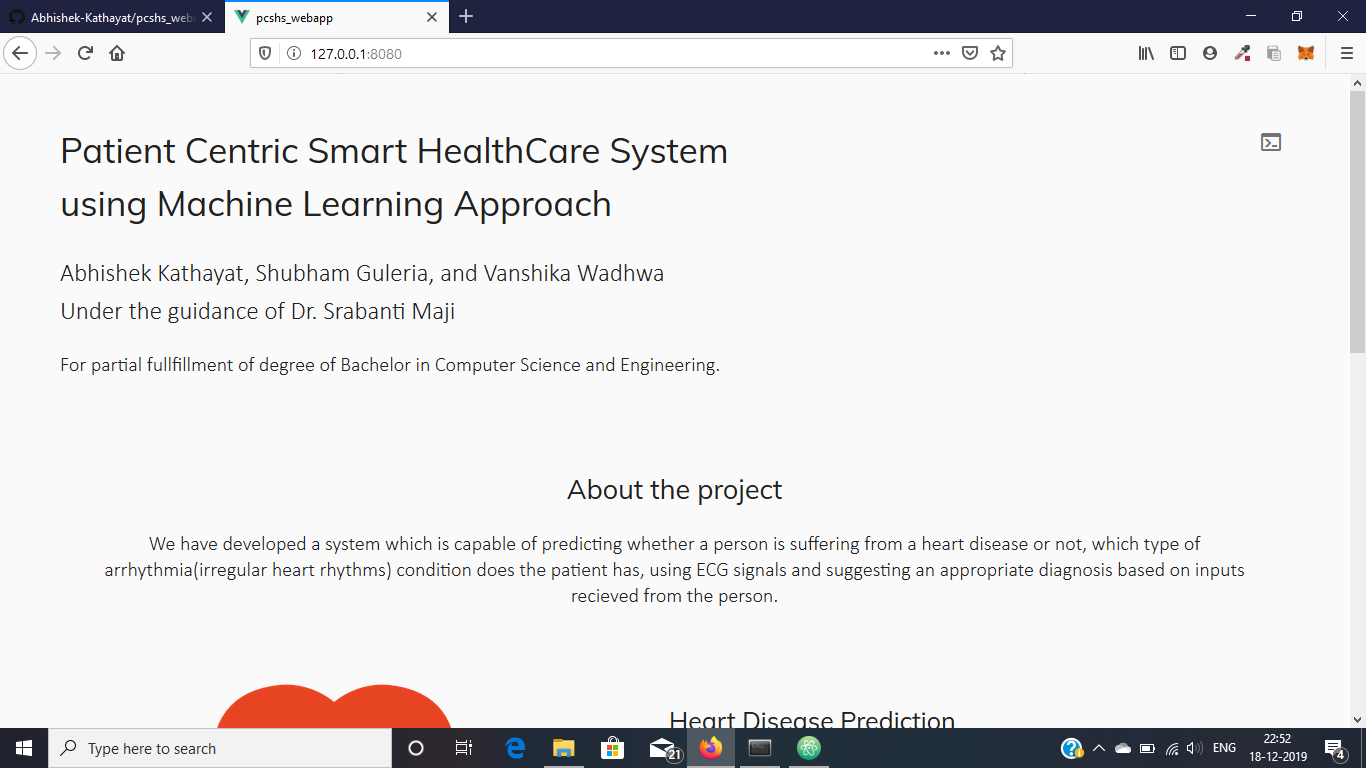 Abhishek-Kathayat/pcshs_web
pcshs_webapp
127.0.0.1:8080
Patient Centric Smart HealthCare System
using Machine Learning Approach
Abhishek Kathayat, Shubham Guleria, and Vanshika Wadhwa
Under the guidance of Dr. Srabanti Maji
For partial fullfillment of degree of Bachelor in Computer Science and Engineering.
About the project
We have developed a system which is capable of predicting whether a person is suffering from a heart disease or not, which type of
arrhythmia(irregular heart rhythms) condition does the patient has, using ECG signals and suggesting an appropriate diagnosis based on inputs
recieved from the person.
Heart Disease Prediction
Type here to search
21
ENG
22:52
18-12-2019
4